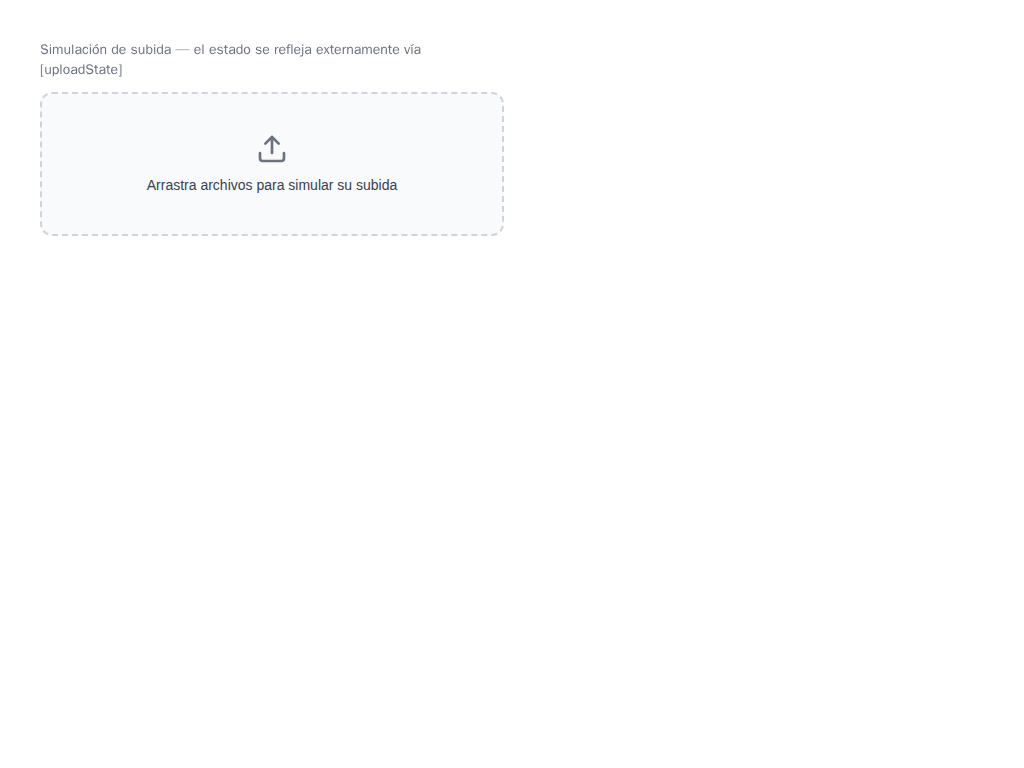 Simulación de subida — el estado se refleja externamente vía
[uploadState]
Arrastra archivos para simular su subida